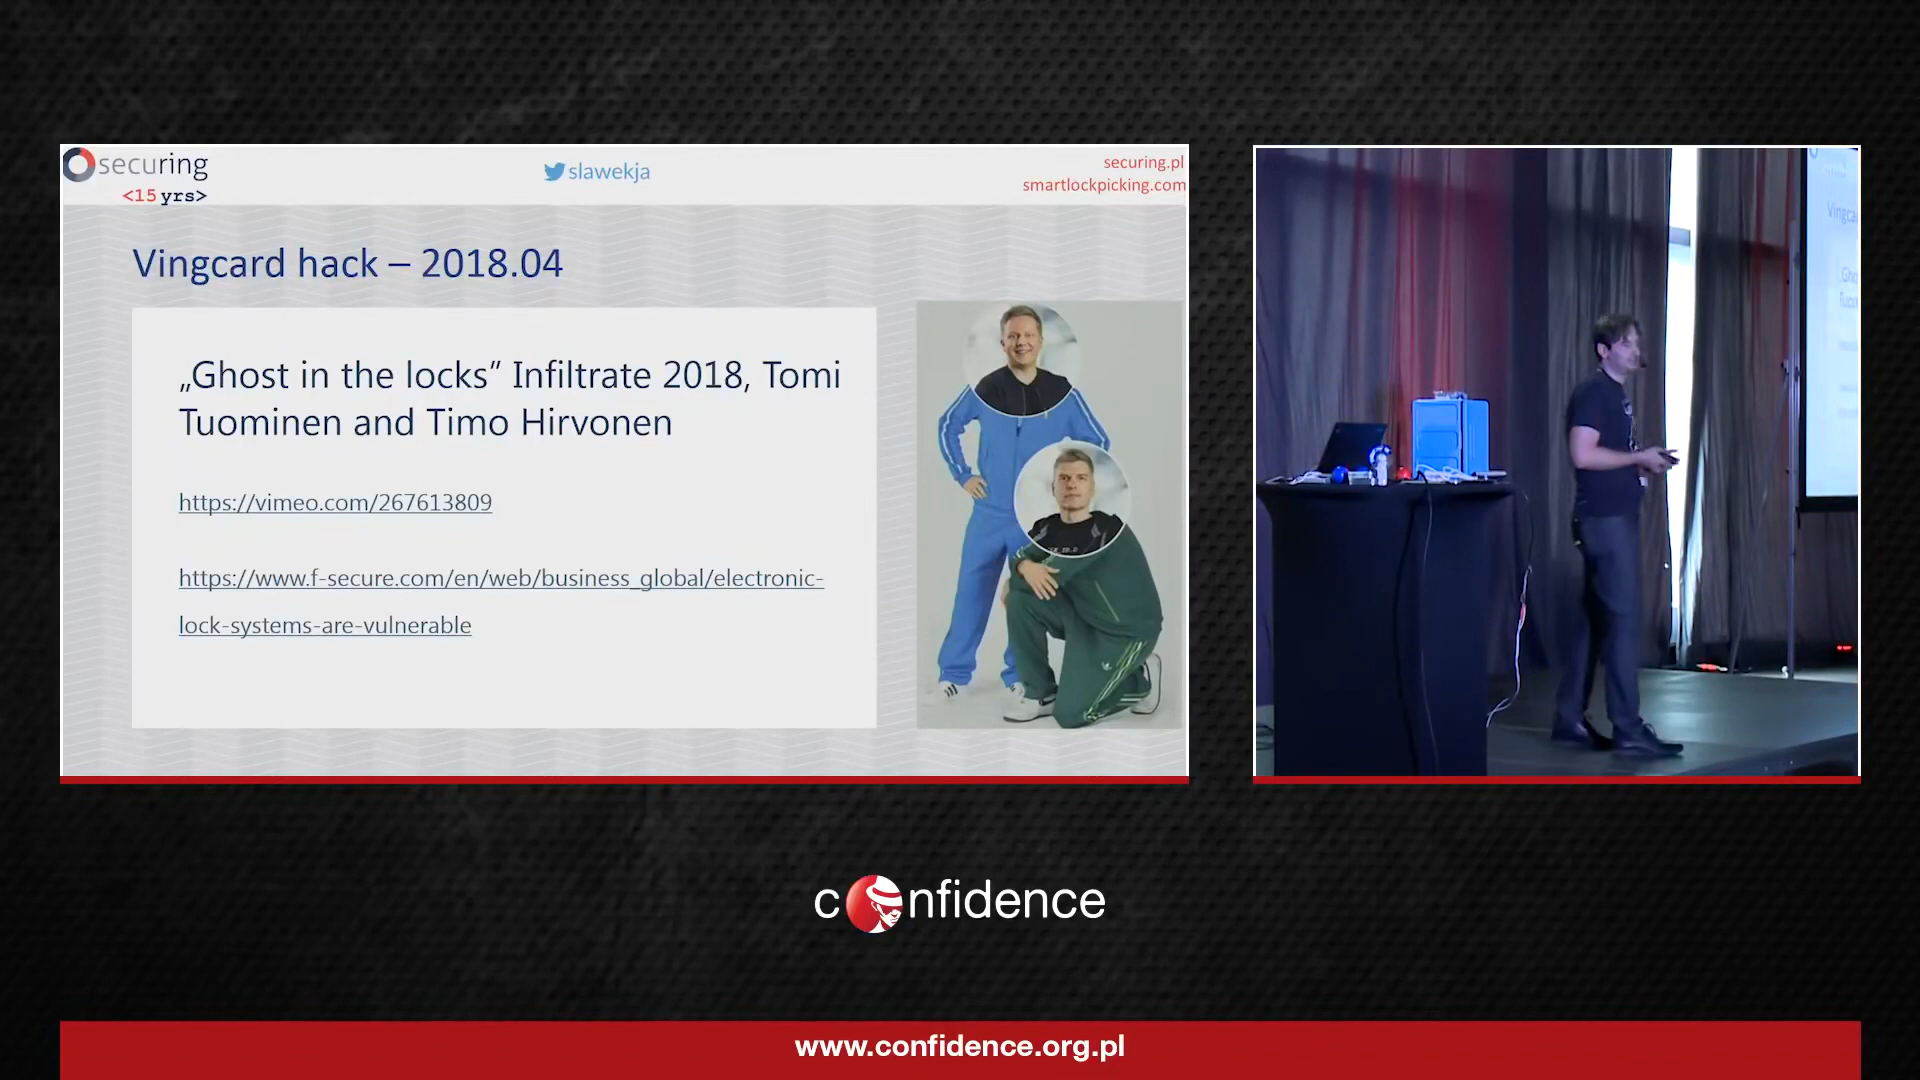 securing
<15 yrs>
slawekja
securing.pl
smartlockpicking.com
Vingcard hack – 2018.04
„Ghost in the locks” Infiltrate 2018, Tomi
Tuominen and Timo Hirvonen
https://vimeo.com/267613809
https://www.f-secure.com/en/web/business_global/electronic-
lock-systems-are-vulnerable
confidence
www.confidence.org.pl